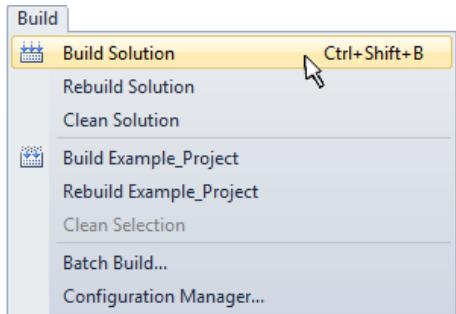 Build
Build Solution Ctrl+Shift+B
Rebuild Solution
Clean Solution
Build Example_Project
Rebuild Example_Project
Clean Selection
Batch Build...
Configuration Manager...